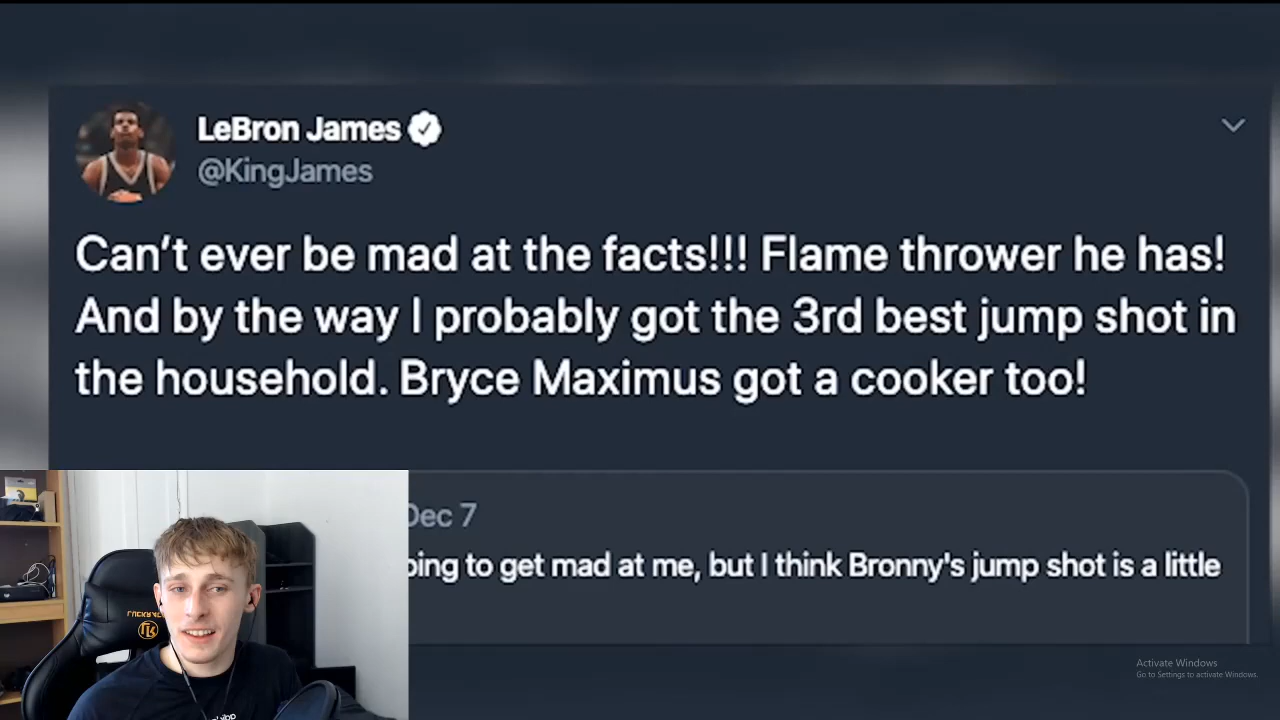 LeBron James
@KingJames
Can't ever be mad at the facts!!! Flame thrower he has!
And by the way I probably got the 3rd best jump shot in
the household. Bryce Maximus got a cooker too!
Dec 7
to get mad at me, but I think Bronny's jump shot is a little
Activate Windows
Go to Settings to activate Windows.